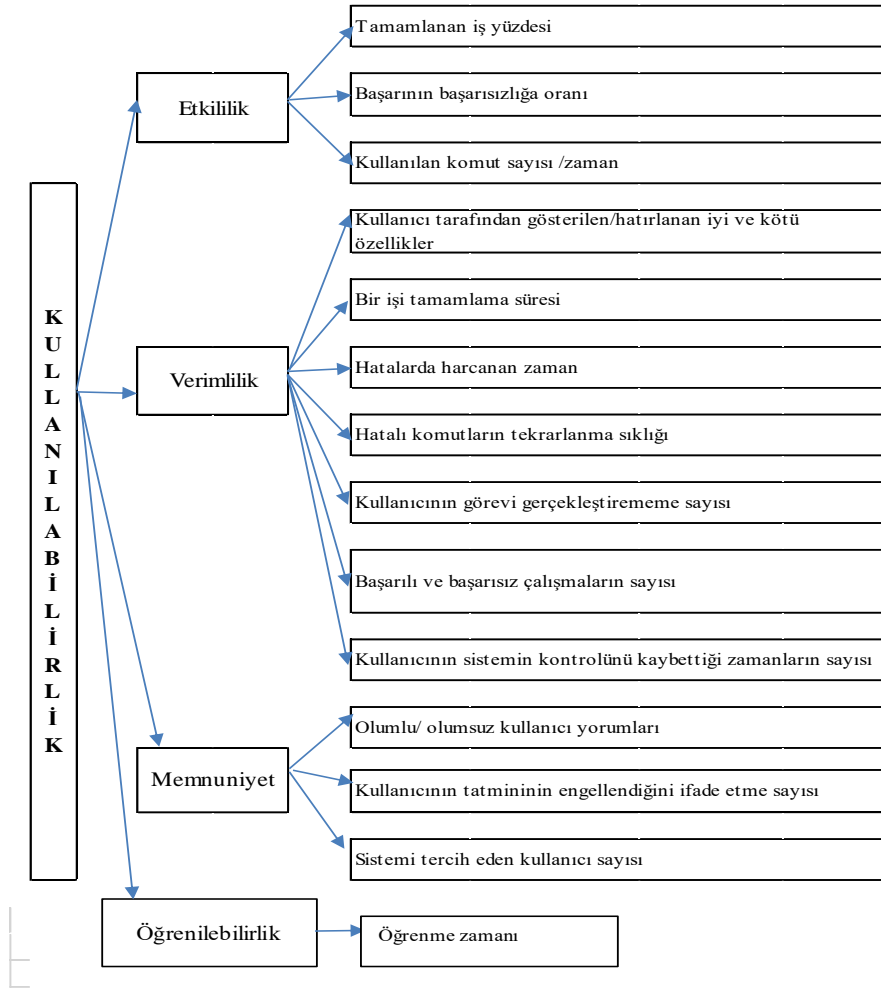 KULLANILABİLİRLİK
Etkililik
Tamamlanan iş yüzdesi
Başarının başarısızlığa oranı
Kullanılan komut sayısı /zaman
Verimlilik
Kullanıcı tarafından gösterilen/hatırlanan iyi ve kötü
özellikler
Bir işi tamamlama süresi
Hatalarda harcanan zaman
Hatalı komutların tekrarlanma sıklığı
Kullanıcının görevi gerçekleştirememe sayısı
Başarılı ve başarısız çalışmaların sayısı
Kullanıcının sistemin kontrolünü kaybettiği zamanların sayısı
Memnuniyet
Olumlu/ olumsuz kullanıcı yorumları
Kullanıcının tatmininin engellendiğini ifade etme sayısı
Sistemi tercih eden kullanıcı sayısı
Öğrenilebilirlik
Öğrenme zamanı